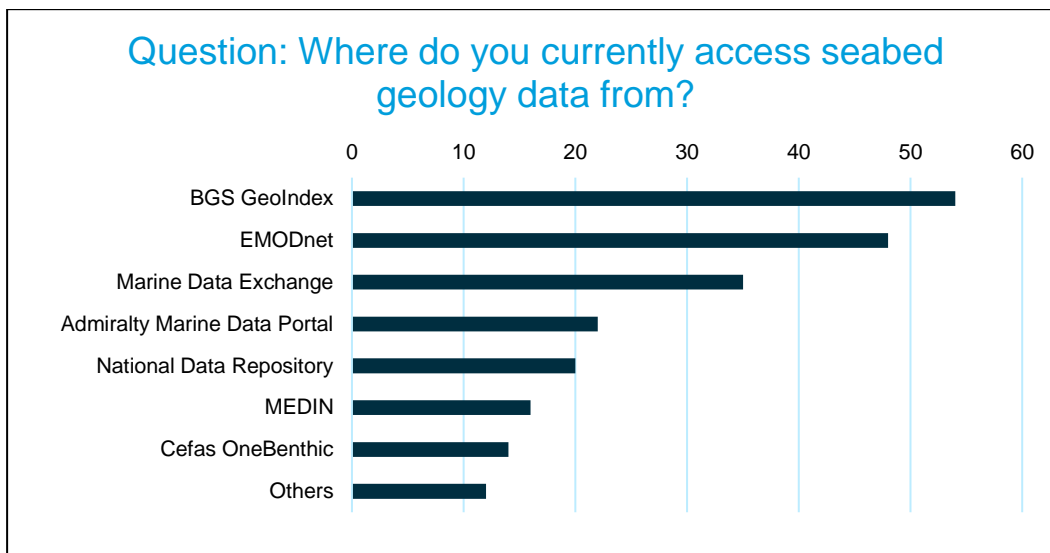 Question: Where do you currently access seabed
geology data from?
0 10 20 30 40 50 60
BGS GeoIndex
EMODnet
Marine Data Exchange
Admiralty Marine Data Portal
National Data Repository
MEDIN
Cefas OneBenthic
Others